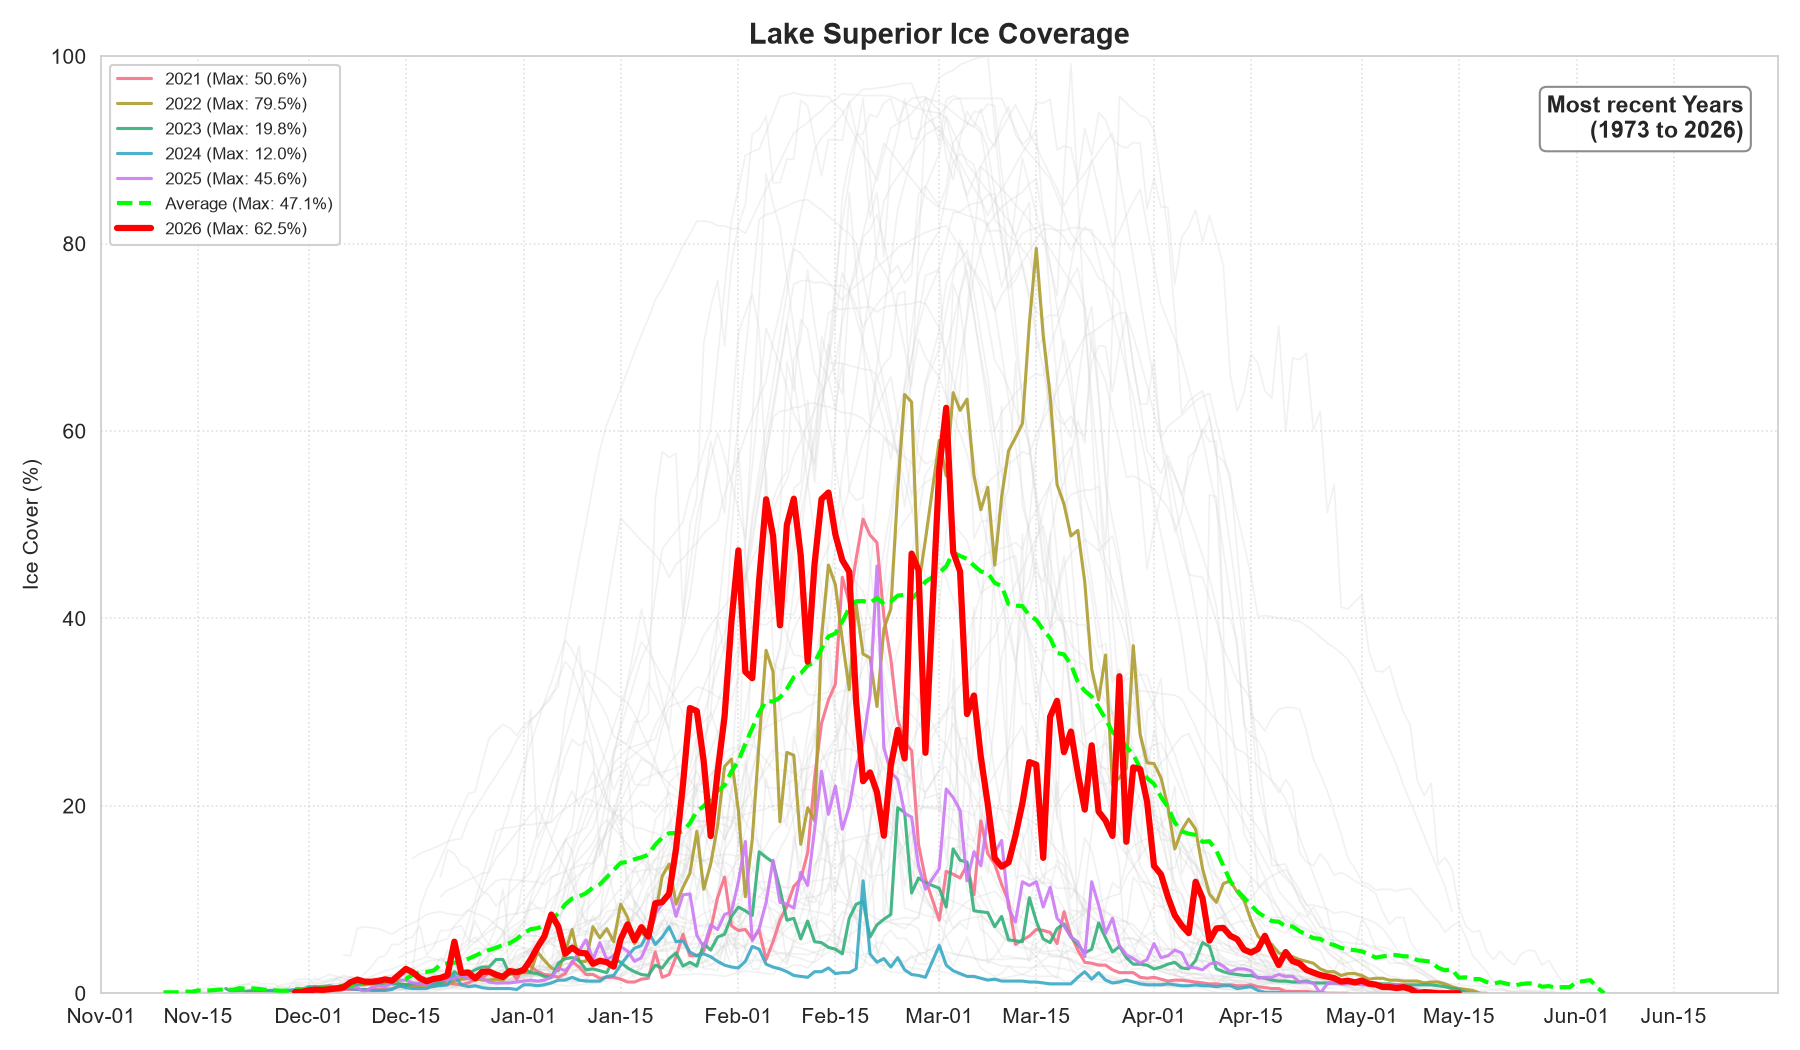 Lake Superior Ice Coverage
100
80
60
40
20
0
Ice Cover (%)
2021 (Max: 50.6%)
2022 (Max: 79.5%)
2023 (Max: 19.8%)
2024 (Max: 12.0%)
2025 (Max: 45.6%)
Average (Max: 47.1%)
2026 (Max: 62.5%)
Most recent Years
(1973 to 2026)
Nov-01 Nov-15 Dec-01 Dec-15 Jan-01 Jan-15 Feb-01 Feb-15 Mar-01 Mar-15 Apr-01 Apr-15 May-01 May-15 Jun-01 Jun-15